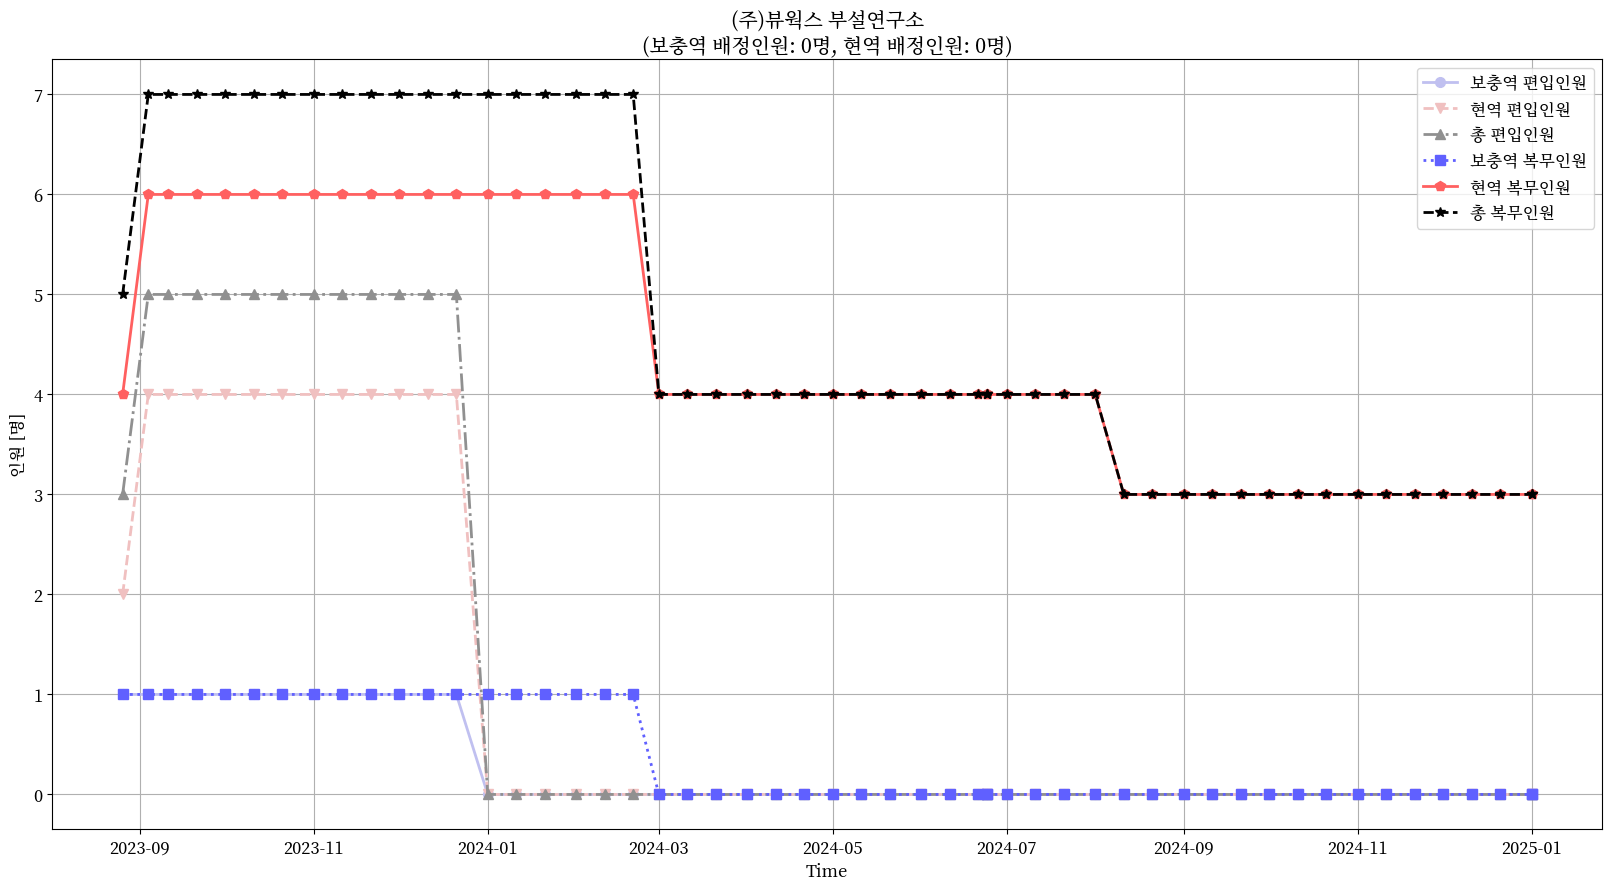 (주)뷰웍스 부설연구소
(보충역 배정인원: 0명, 현역 배정인원: 0명)
보충역 편입인원
현역 편입인원
총 편입인원
보충역 복무인원
현역 복무인원
총 복무인원
인원 [명]
7
6
5
4
3
2
1
0
2023-09
2023-11
2024-01
2024-03
2024-05
2024-07
2024-09
2024-11
2025-01
Time